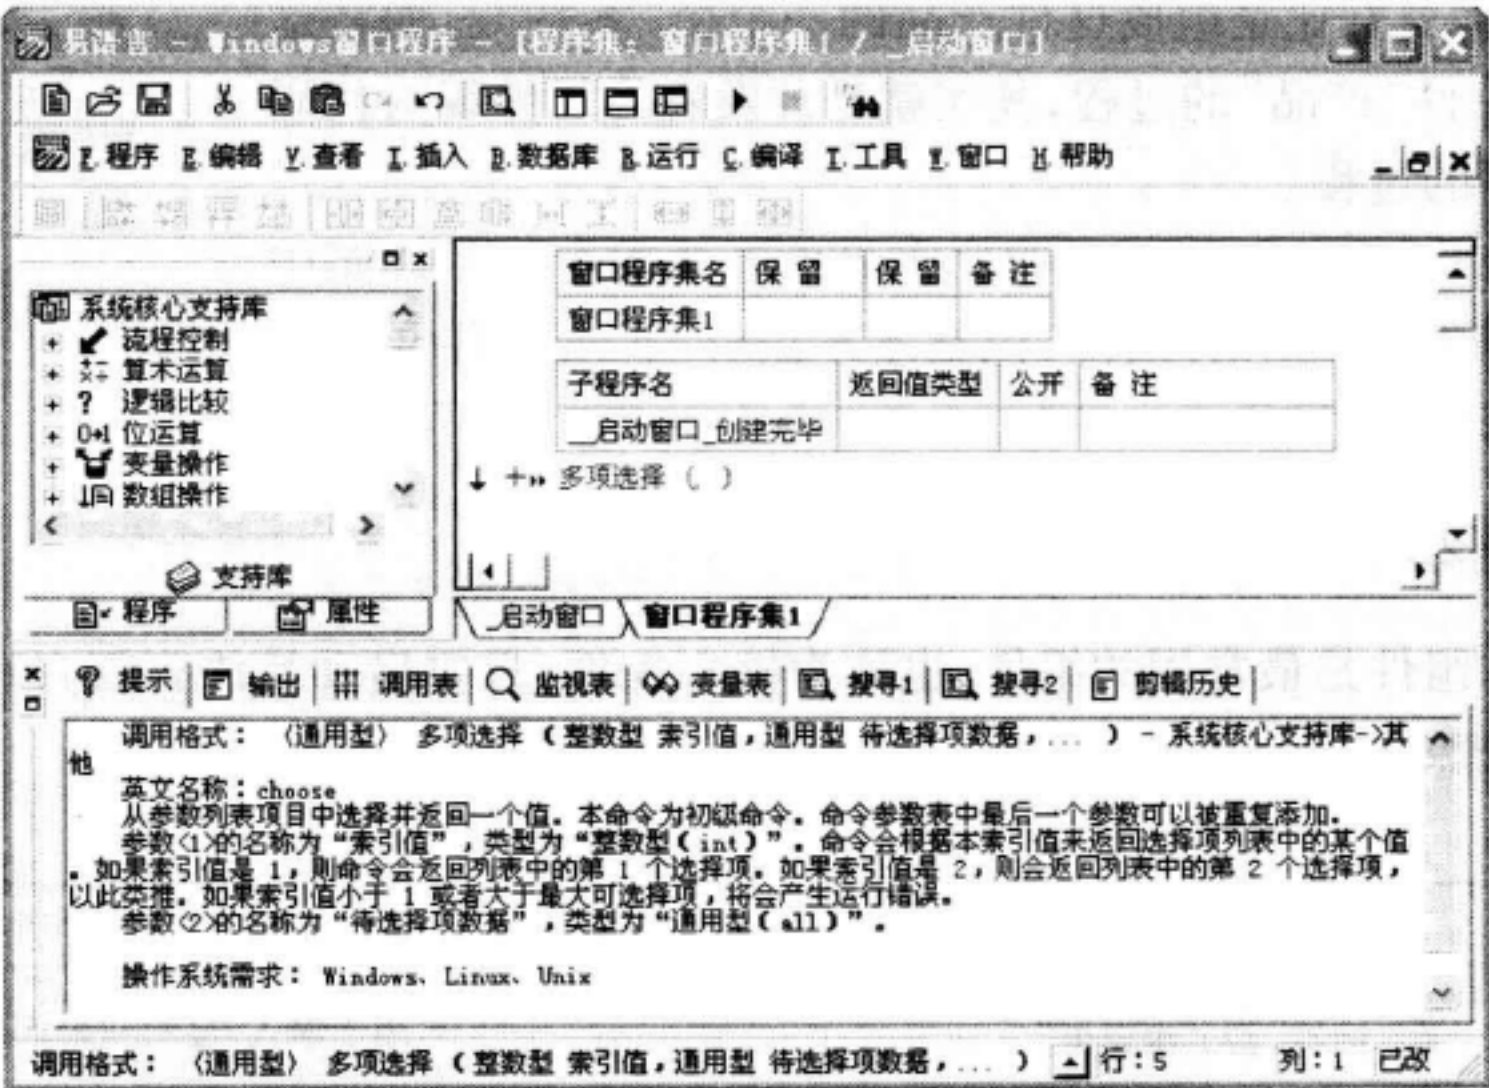 易语言 - Windows窗口程序 - [程序集: 窗口程序集1 / _启动窗口]
F.程序 E.编辑 V.查看 I.插入 B.数据库 R.运行 C.编译 T.工具 W.窗口 H.帮助
系统核心支持库
流程控制
算术运算
逻辑比较
位运算
变量操作
数组操作
支持库
程序 属性
窗口程序集名 保 留 保 留 备 注
窗口程序集1
子程序名 返回值类型 公开 备 注
__启动窗口_创建完毕
多项选择 ( )
_启动窗口 窗口程序集1
提示 输出 调用表 监视表 变量表 搜寻1 搜寻2 剪辑历史
调用格式: 〈通用型〉 多项选择 (整数型 索引值,通用型 待选择项数据,... ) - 系统核心支持库->其
他
英文名称:choose
从参数列表项目中选择并返回一个值。本命令为初级命令。命令参数表中最后一个参数可以被重复添加.
参数<1>的名称为“索引值”,类型为“整数型(int)”。命令会根据本索引值来返回选择项列表中的某个值
。如果索引值是 1,则命令会返回列表中的第 1 个选择项。如果索引值是 2,则会返回列表中的第 2 个选择项,
以此类推。如果索引值小于 1 或者大于最大可选择项,将会产生运行错误。
参数<2>的名称为“待选择项数据”,类型为“通用型(all)”。
操作系统需求: Windows、Linux、Unix
调用格式: 〈通用型〉 多项选择 (整数型 索引值,通用型 待选择项数据,... ) 行:5 列:1 已改